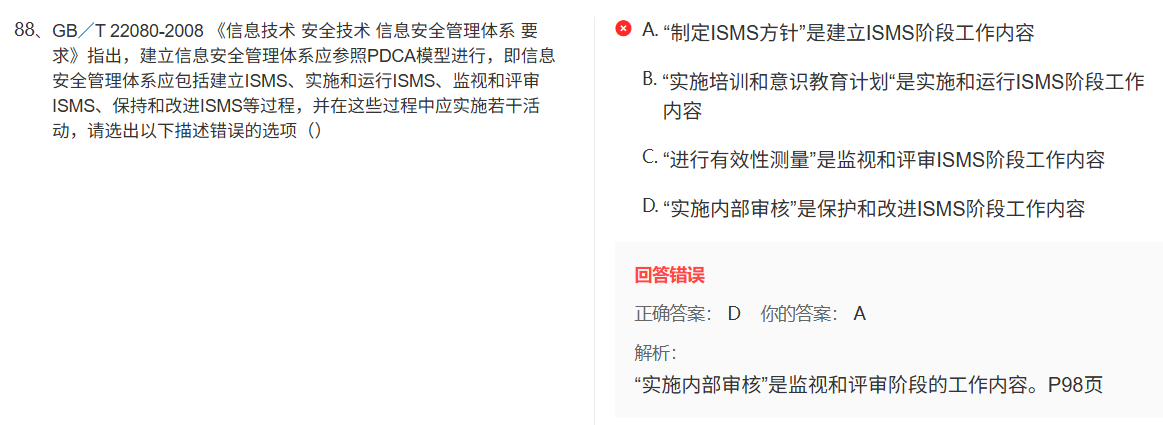 88、GB／T 22080-2008 《信息技术 安全技术 信息安全管理体系 要
求》指出，建立信息安全管理体系应参照PDCA模型进行，即信息
安全管理体系应包括建立ISMS、实施和运行ISMS、监视和评审
ISMS、保持和改进ISMS等过程，并在这些过程中应实施若干活
动，请选出以下描述错误的选项（）
A. “制定ISMS方针”是建立ISMS阶段工作内容
B. “实施培训和意识教育计划“是实施和运行ISMS阶段工作
内容
C. “进行有效性测量”是监视和评审ISMS阶段工作内容
D. “实施内部审核”是保护和改进ISMS阶段工作内容
回答错误
正确答案： D 你的答案： A
解析：
“实施内部审核”是监视和评审阶段的工作内容。P98页